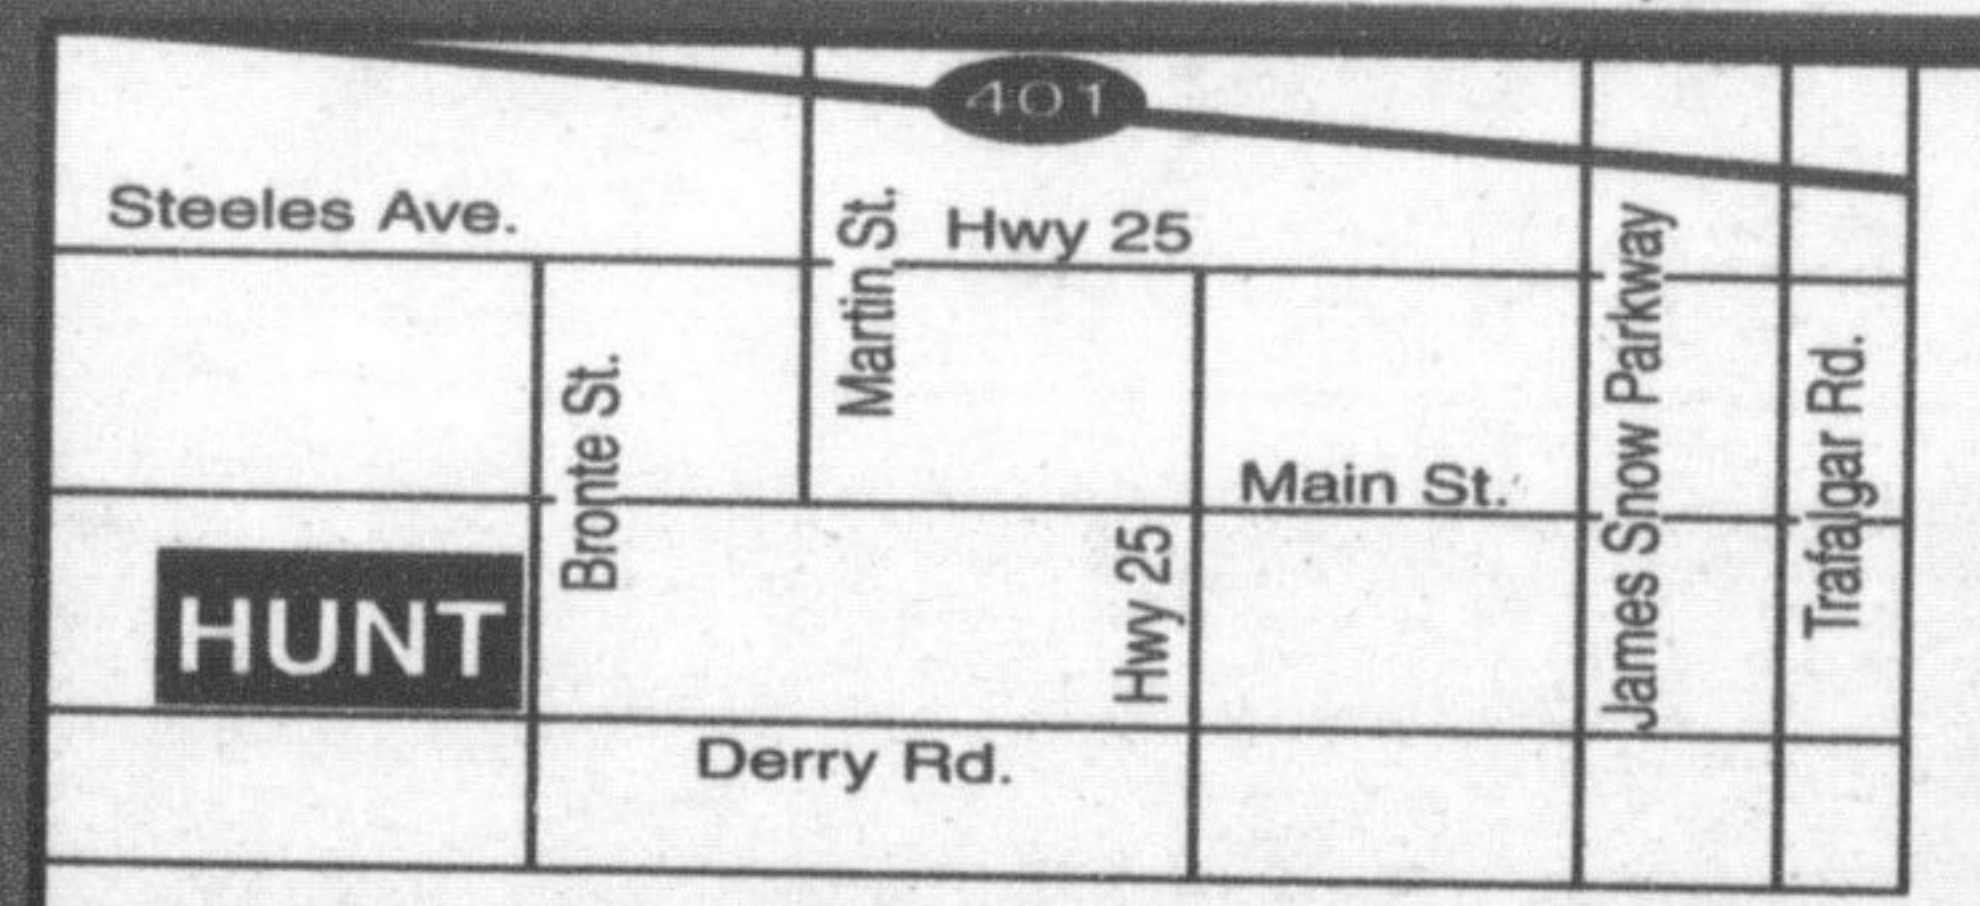 401
Steeles Ave.
Martin St.
Hwy 25
James Snow Parkway
Trafalgar Rd.
Bronte St.
Main St.
Hwy 25
HUNT
Derry Rd.